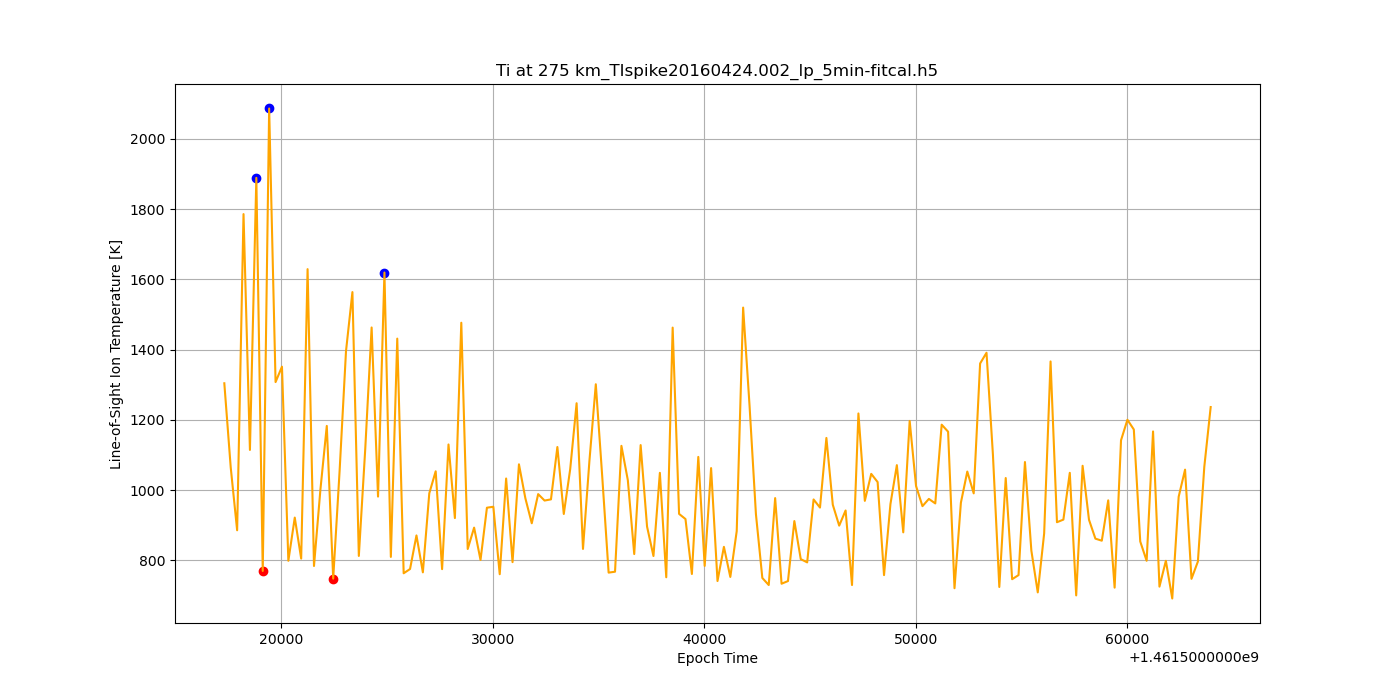 Ti at 275 km_TIspike20160424.002_lp_5min-fitcal.h5
Line-of-Sight Ion Temperature [K]
2000
1800
1600
1400
1200
1000
800
20000 30000 40000 50000 60000
Epoch Time
+1.4615000000e9